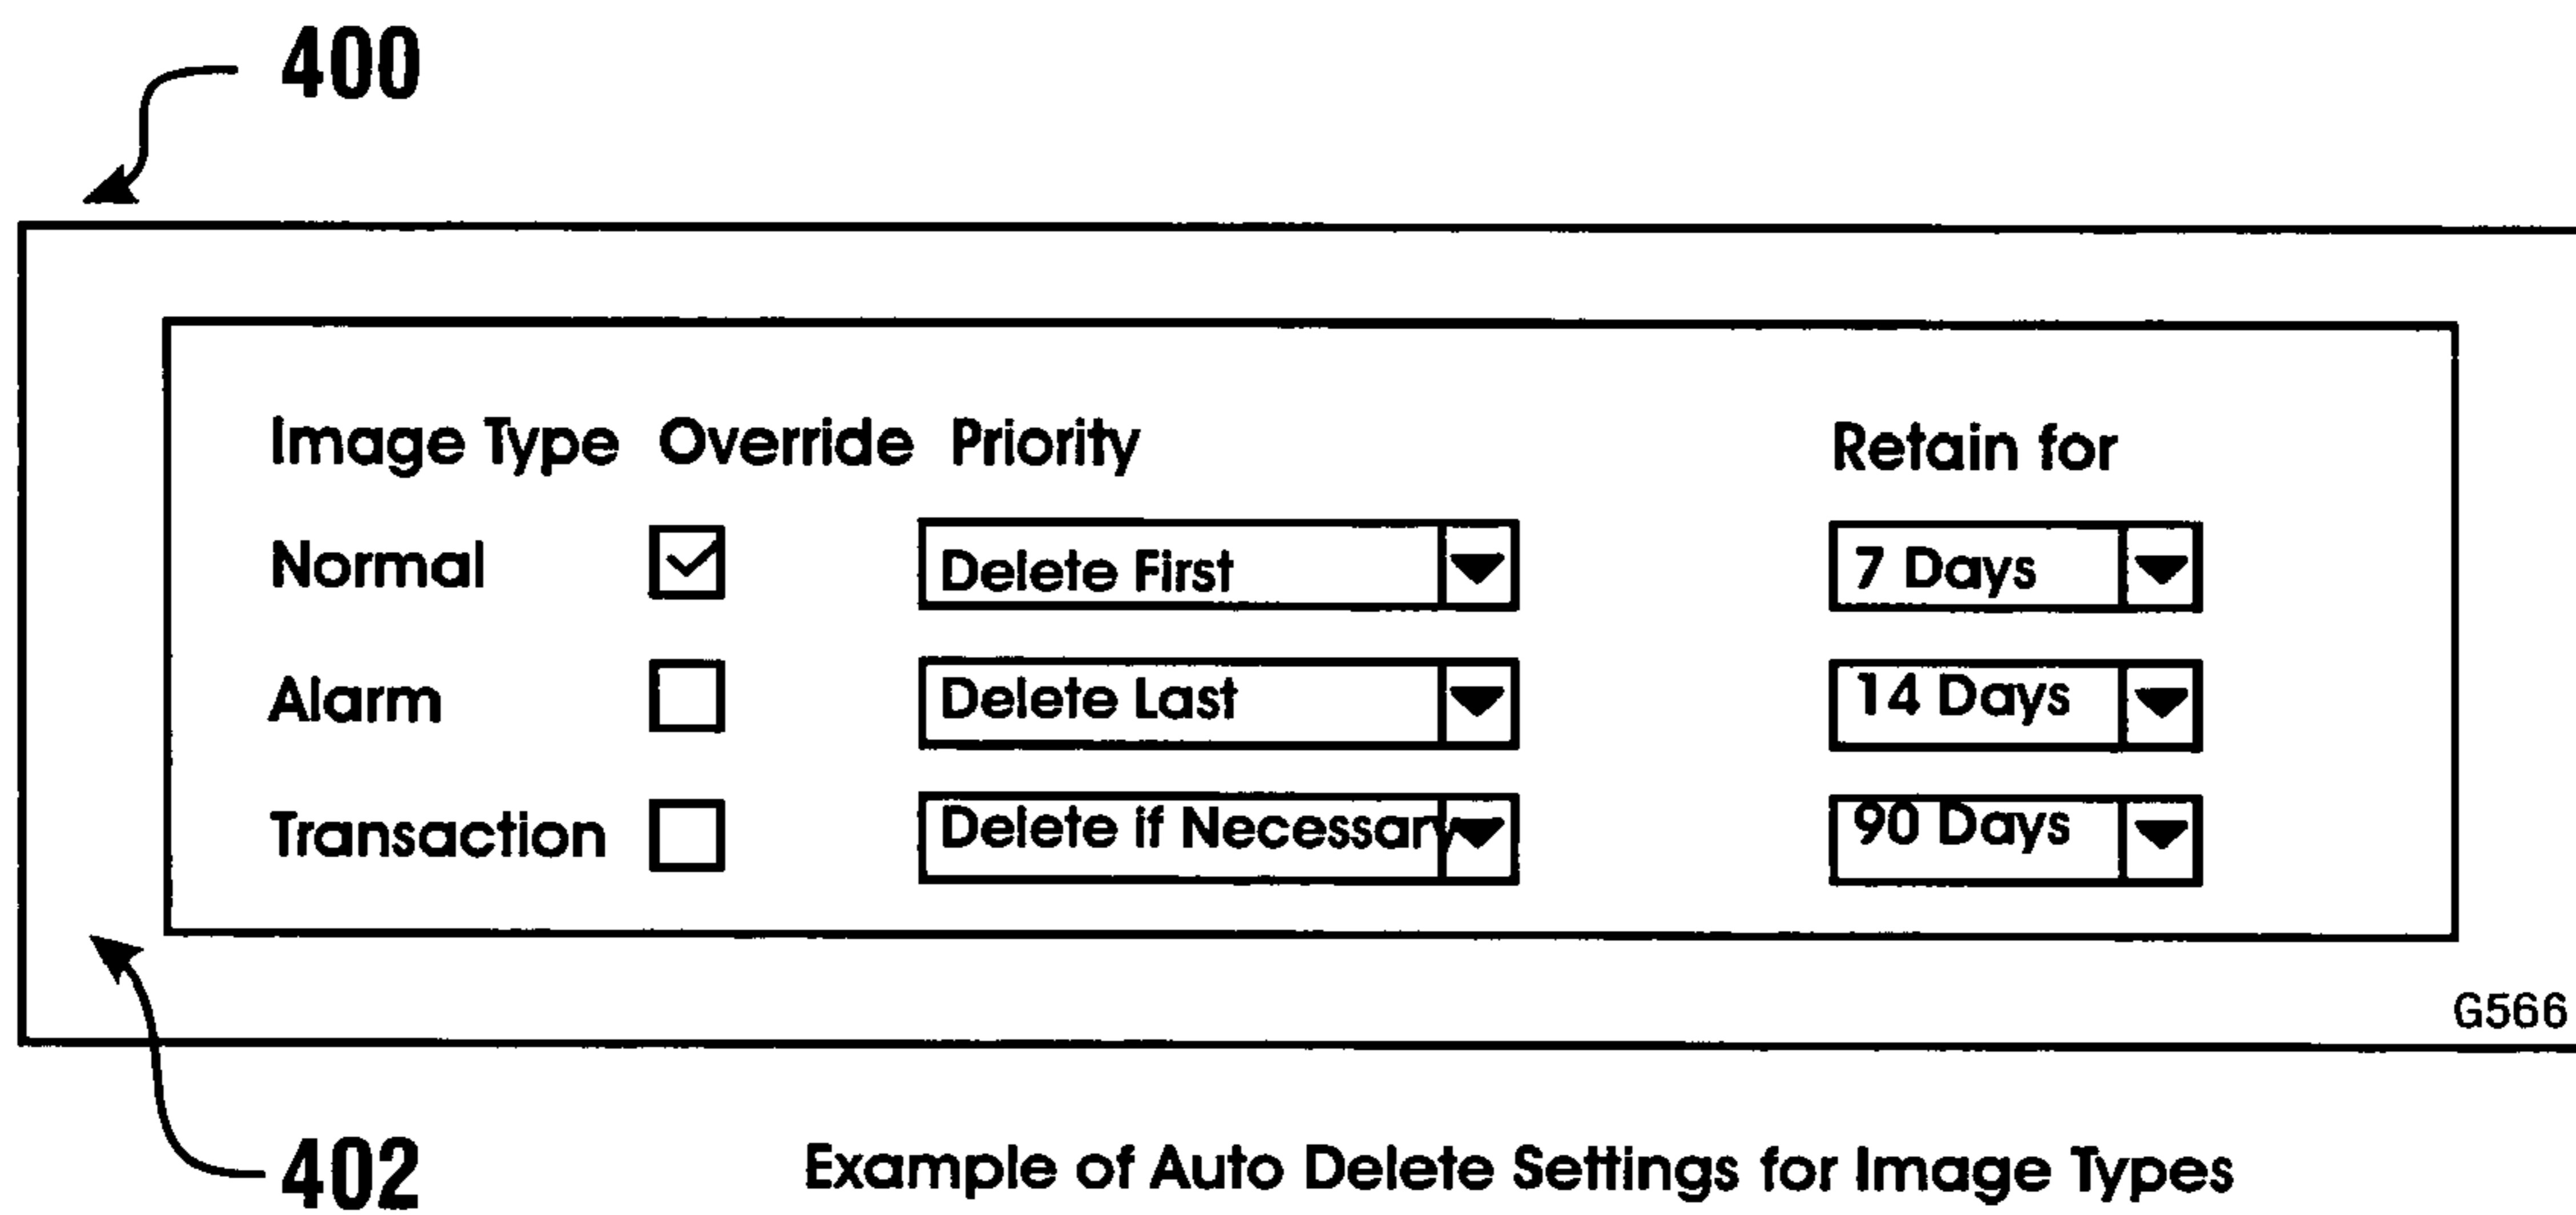 400
Image Type Override Priority Retain for
Normal Delete First 7 Days
Alarm Delete Last 14 Days
Transaction Delete if Necessary 90 Days
G566
402
Example of Auto Delete Settings for Image Types